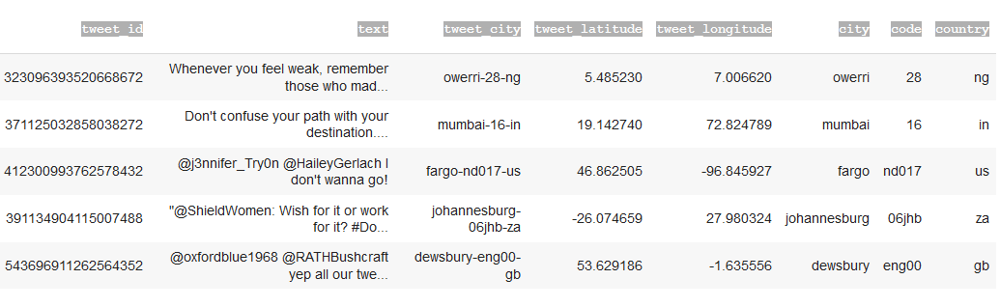 tweet_id text tweet_city tweet_latitude tweet_longitude city code country
323096393520668672 Whenever you feel weak, remember those who mad... owerri-28-ng 5.485230 7.006620 owerri 28 ng
371125032858038272 Don't confuse your path with your destination.... mumbai-16-in 19.142740 72.824789 mumbai 16 in
412300993762578432 @j3nnifer_Try0n @HaileyGerlach I don't wanna go! fargo-nd017-us 46.862505 -96.845927 fargo nd017 us
391134904115007488 "@ShieldWomen: Wish for it or work for it? #Do... johannesburg-06jhb-za -26.074659 27.980324 johannesburg 06jhb za
543696911262564352 @oxfordblue1968 @RATHBushcraft yep all our twe... dewsbury-eng00-gb 53.629186 -1.635556 dewsbury eng00 gb